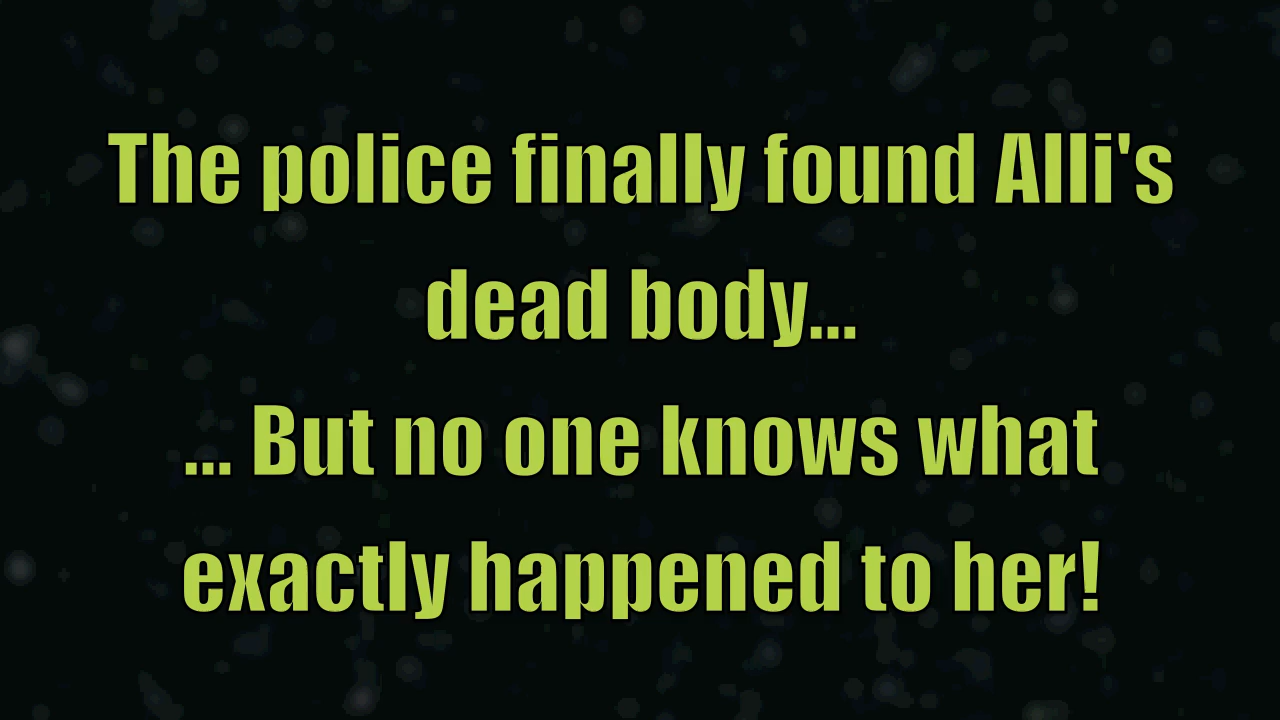 The police finally found Alli's
dead body...
... But no one knows what
exactly happened to her!